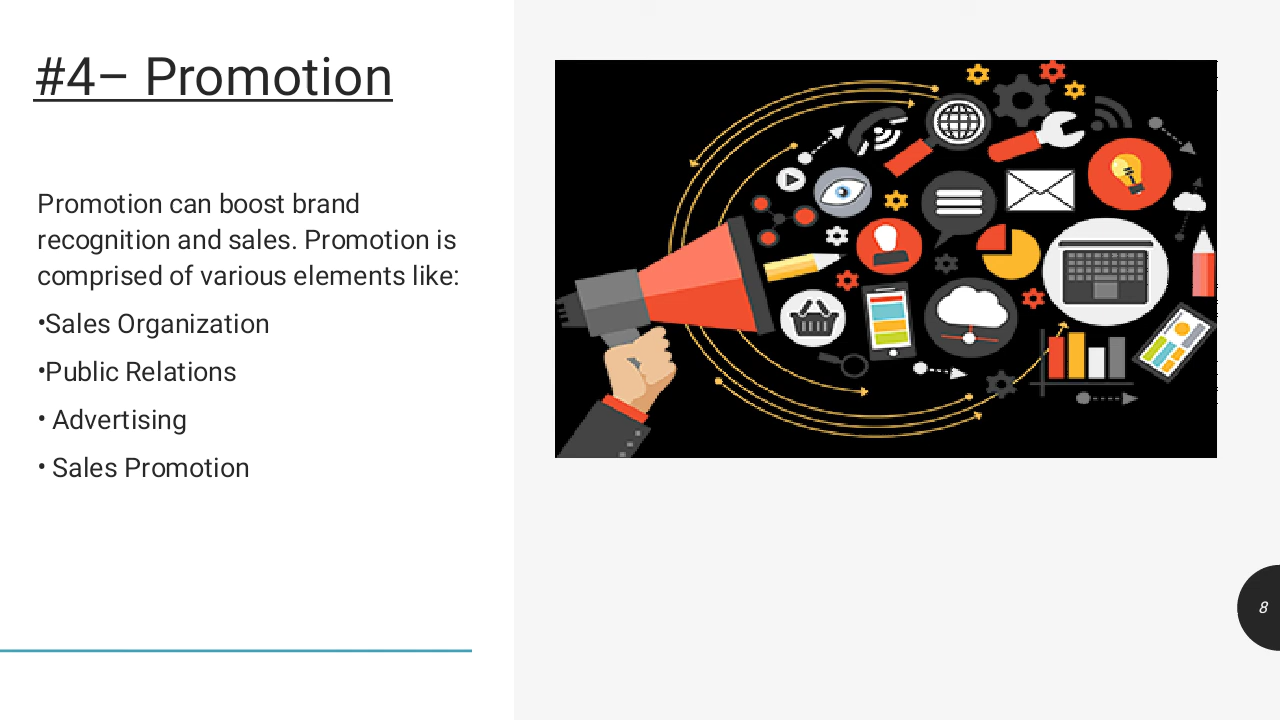 #4– Promotion
Promotion can boost brand
recognition and sales. Promotion is
comprised of various elements like:
•Sales Organization
•Public Relations
• Advertising
• Sales Promotion
8